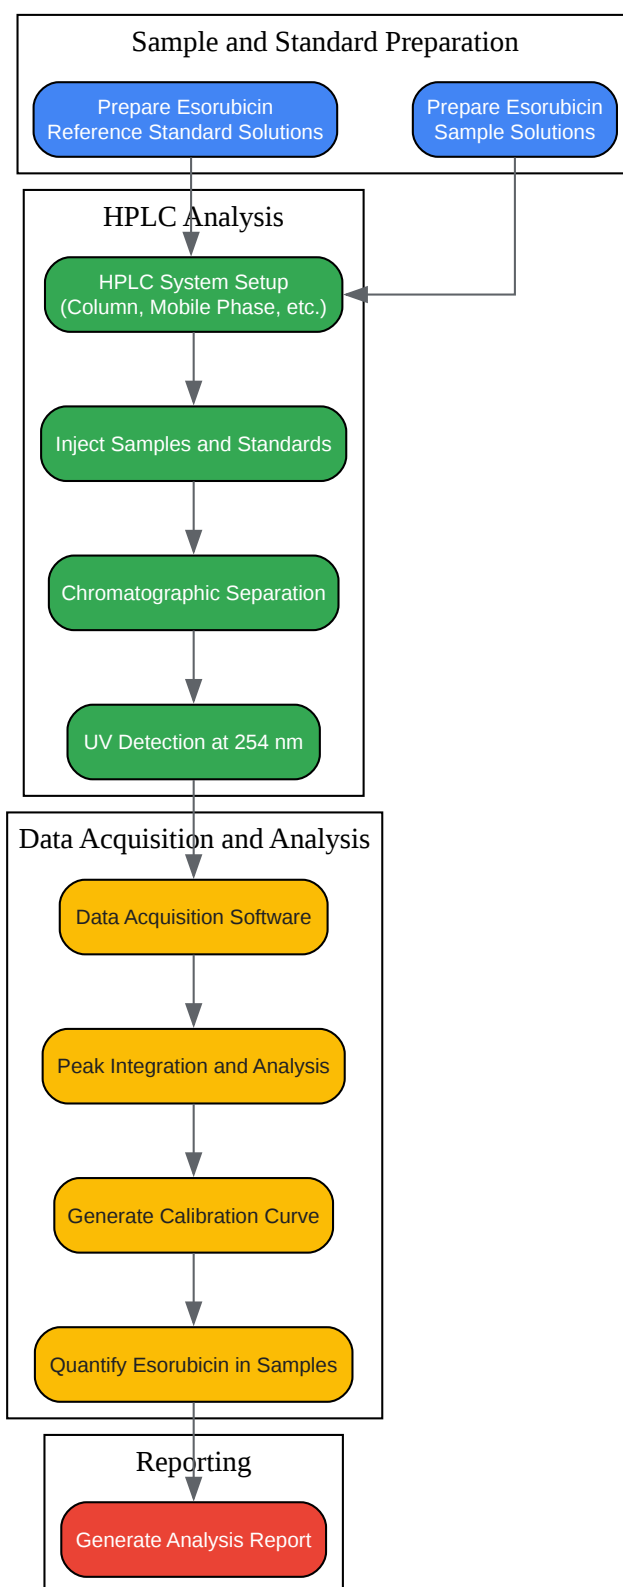 Sample and Standard Preparation
Prepare Esorubicin
Reference Standard Solutions
Prepare Esorubicin
Sample Solutions
HPLC Analysis
HPLC System Setup
(Column, Mobile Phase, etc.)
Inject Samples and Standards
Chromatographic Separation
UV Detection at 254 nm
Data Acquisition and Analysis
Data Acquisition Software
Peak Integration and Analysis
Generate Calibration Curve
Quantify Esorubicin in Samples
Reporting
Generate Analysis Report